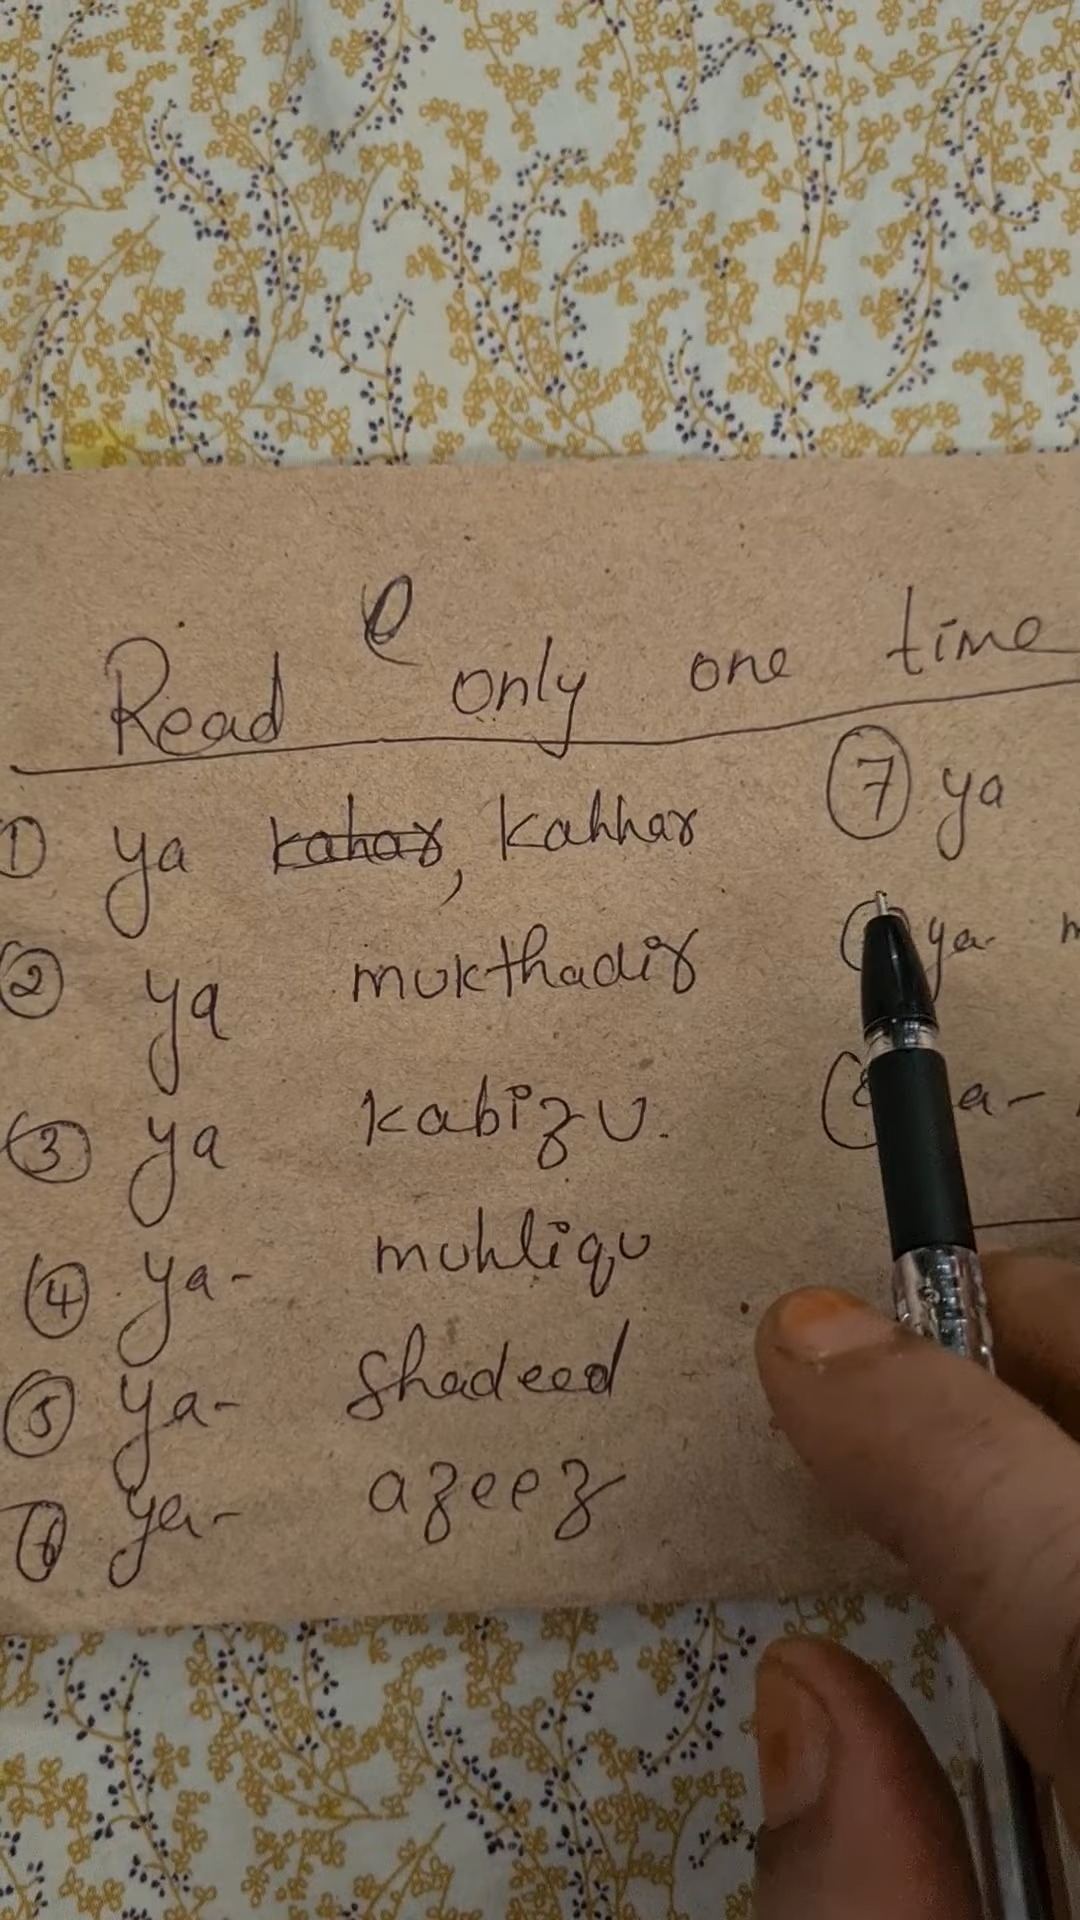 Read only one time
① ya kahar, kahhar
② ya mukthadir
③ ya kabizu.
④ ya- muhliqu
⑤ ya- shadeed
⑥ ya- azeez
⑦ ya
ya-
a-